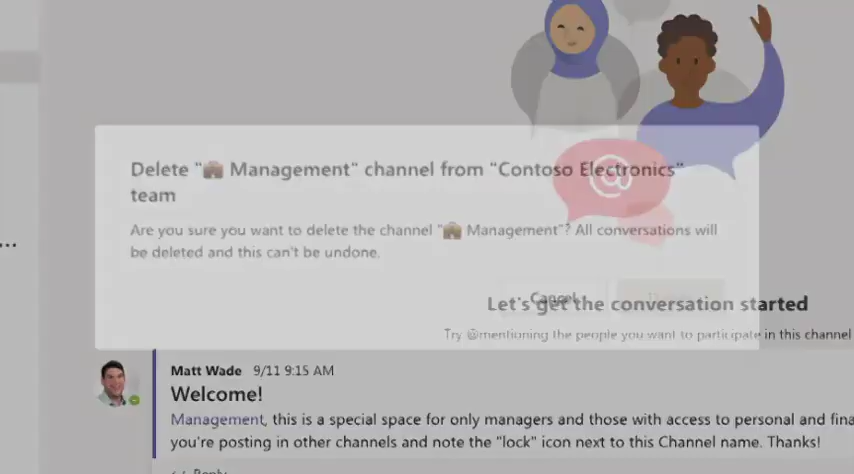 Delete "💼 Management" channel from "Contoso Electronics"
team
Are you sure you want to delete the channel "💼 Management"? All conversations will
be deleted and this can't be undone.
Cancel
Let's get the conversation started
Try @mentioning the people you want to participate in this channel
Matt Wade 9/11 9:15 AM
Welcome!
Management, this is a special space for only managers and those with access to personal and fina
you're posting in other channels and note the "lock" icon next to this Channel name. Thanks!
Reply